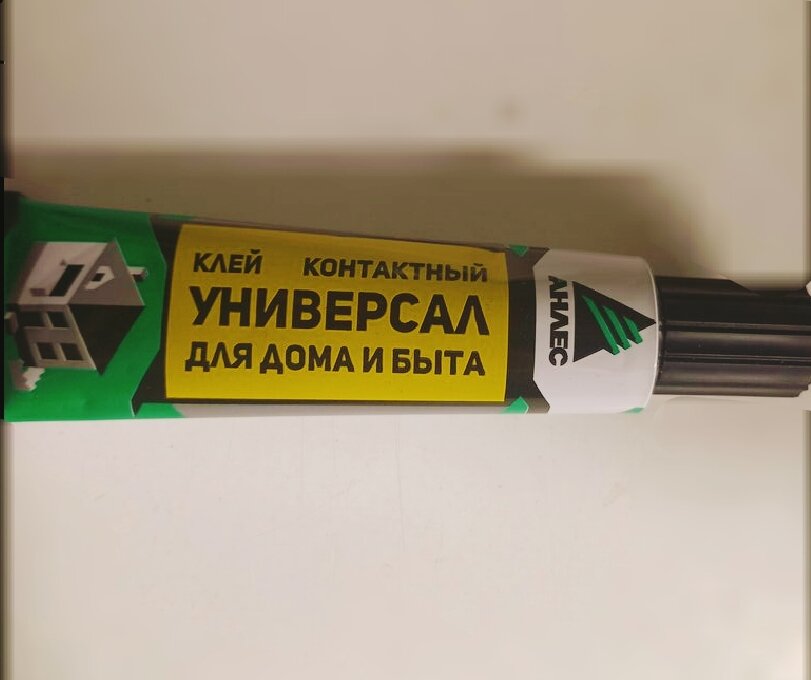 КЛЕЙ КОНТАКТНЫЙ
УНИВЕРСАЛ
ДЛЯ ДОМА И БЫТА
АНЛЕС